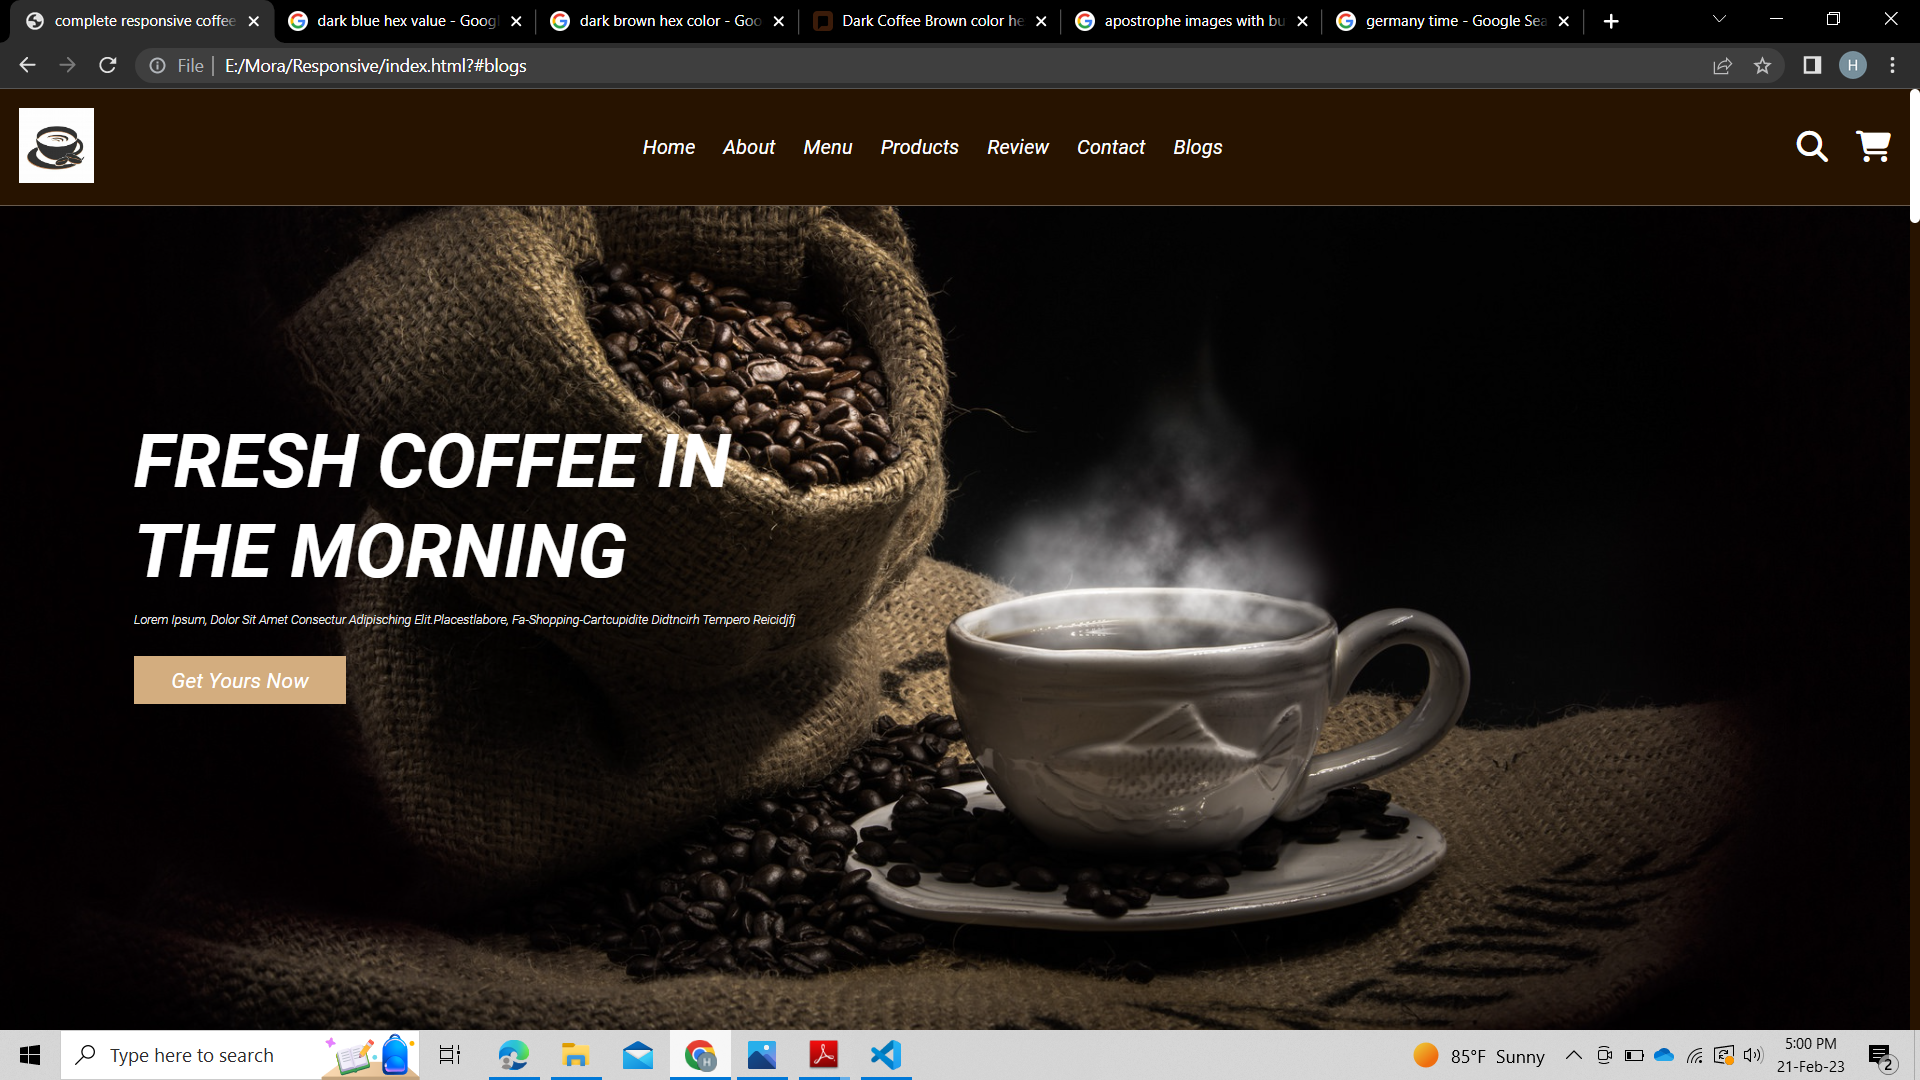 complete responsive coffee
dark blue hex value - Googl
dark brown hex color - Goo
Dark Coffee Brown color he
apostrophe images with bu
germany time - Google Sea
File | E:/Mora/Responsive/index.html?#blogs
H
Home About Menu Products Review Contact Blogs
FRESH COFFEE IN
THE MORNING
Lorem Ipsum, Dolor Sit Amet Consectur Adipisching Elit.Placestlabore, Fa-Shopping-Cartcupidite Didtncirh Tempero Reicidjfj
Get Yours Now
Type here to search
H
85°F Sunny
5:00 PM
21-Feb-23
2